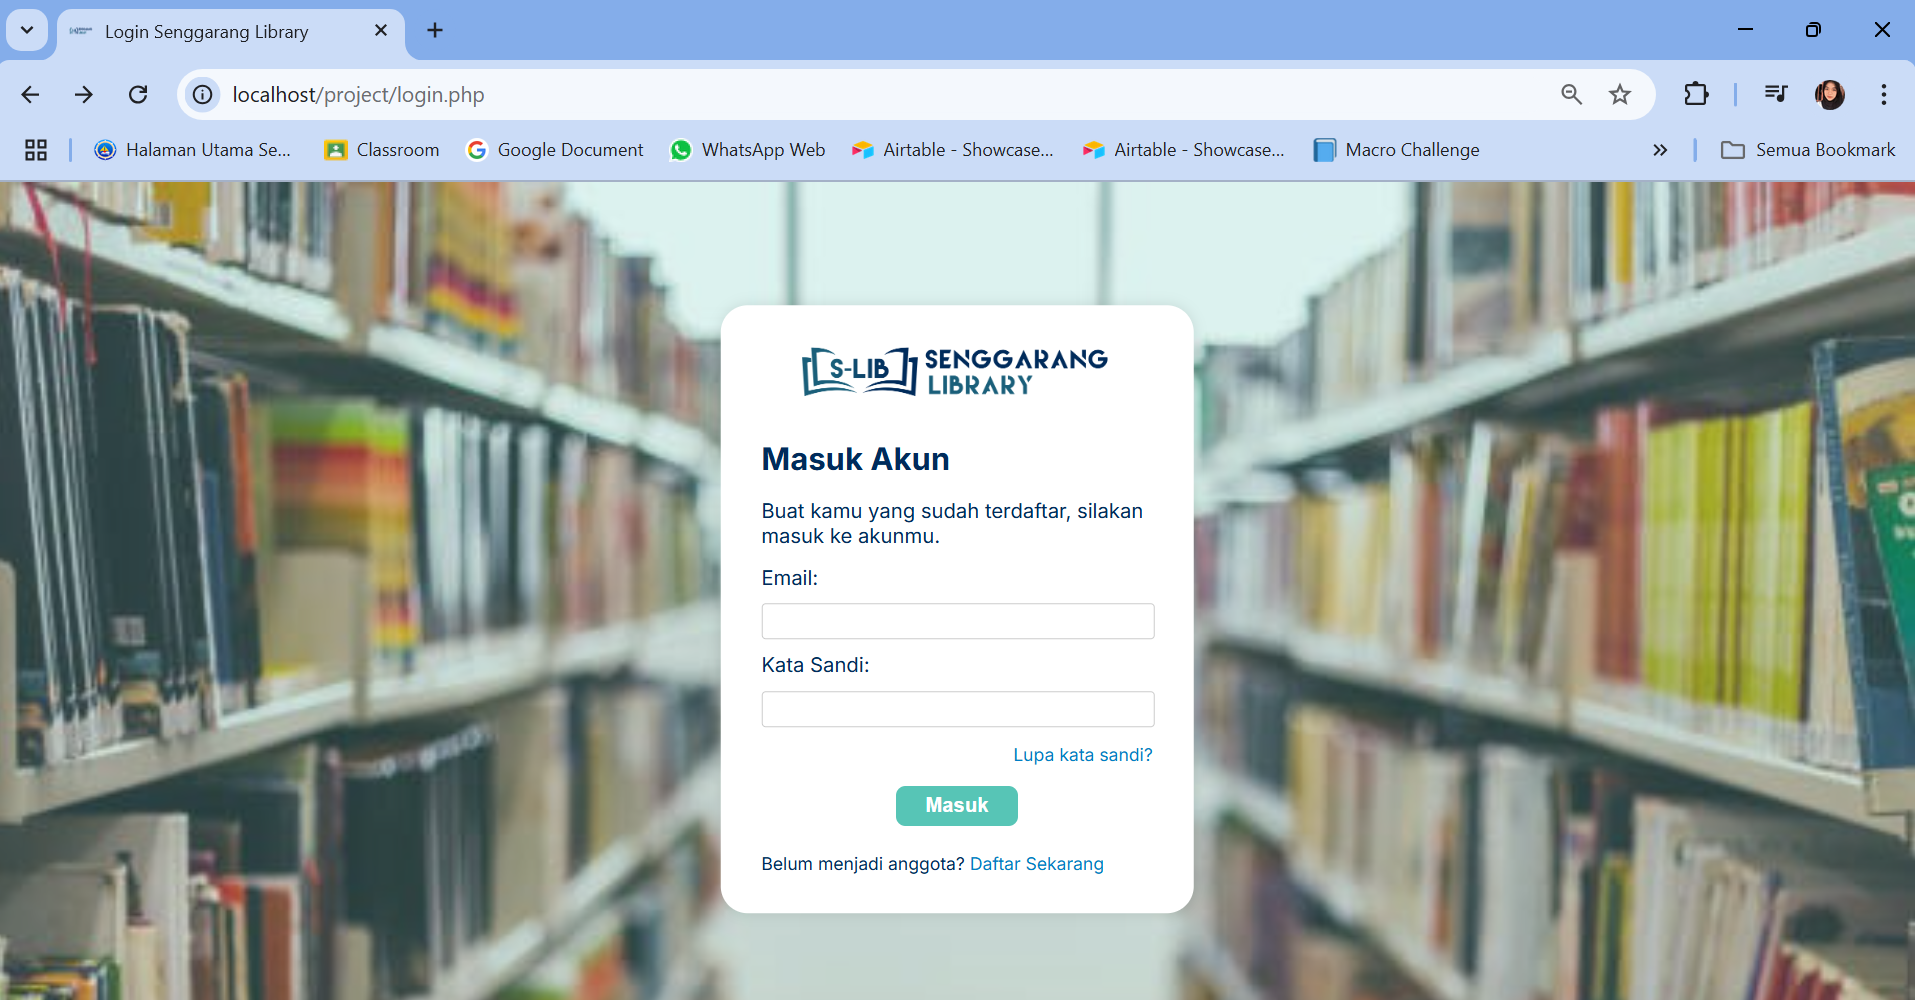 Login Senggarang Library
localhost/project/login.php
Halaman Utama Se...
Classroom
Google Document
WhatsApp Web
Airtable - Showcase...
Airtable - Showcase...
Macro Challenge
Semua Bookmark
S-LIB
SENGGARANG
LIBRARY
Masuk Akun
Buat kamu yang sudah terdaftar, silakan
masuk ke akunmu.
Email:
Kata Sandi:
Lupa kata sandi?
Masuk
Belum menjadi anggota? Daftar Sekarang